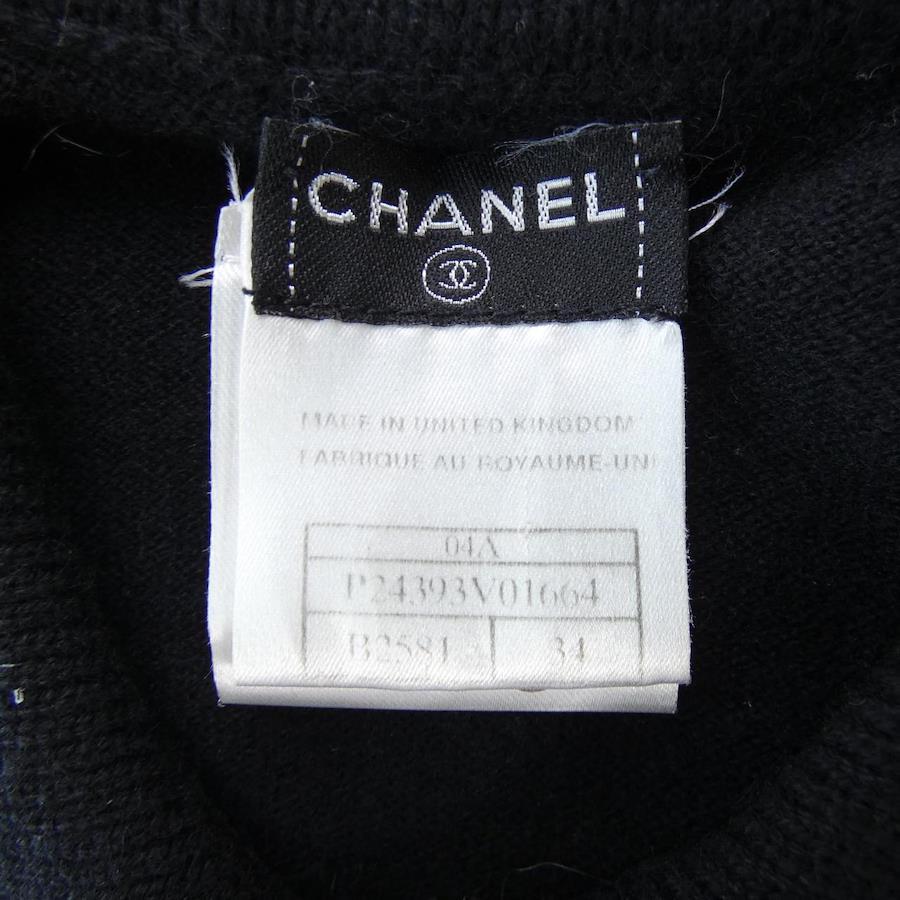 CHANEL
MADE IN UNITED KINGDOM
FABRIQUE AU ROYAUME-UNI
04A
P24393V01664
B2581 34